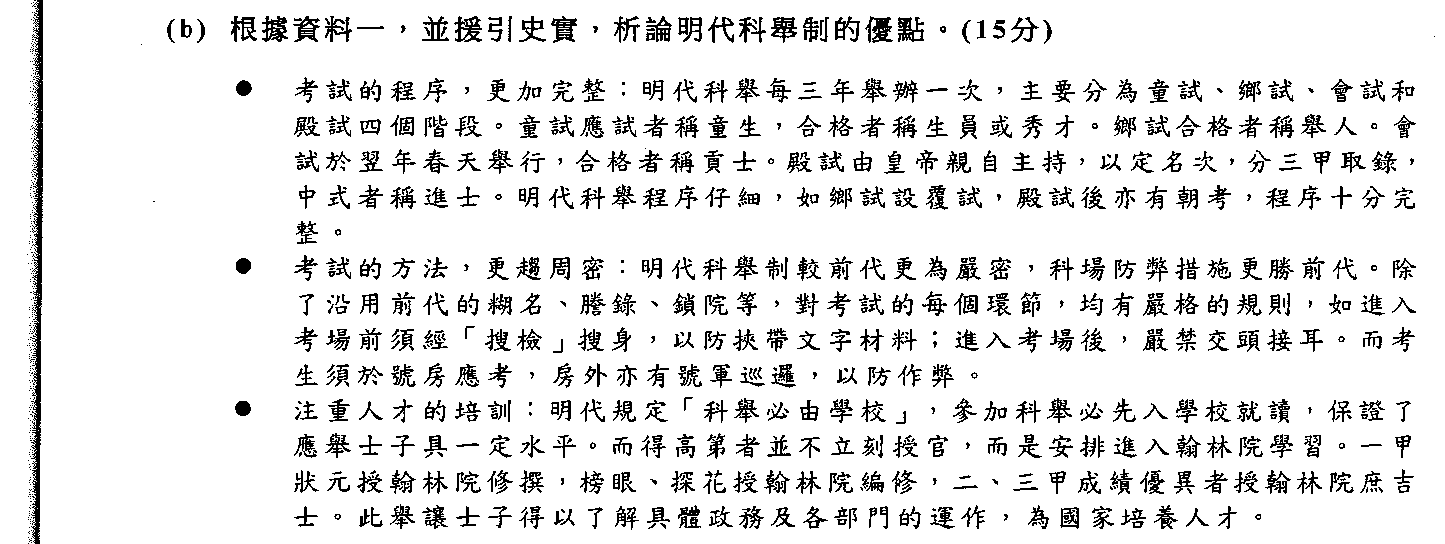 (b) 根據資料一，並援引史實，析論明代科舉制的優點。(15分)
● 考試的程序，更加完整：明代科舉每三年舉辦一次，主要分為童試、鄉試、會試和
殿試四個階段。童試應試者稱童生，合格者稱生員或秀才。鄉試合格者稱舉人。會
試於翌年春天舉行，合格者稱貢士。殿試由皇帝親自主持，以定名次，分三甲取錄，
中式者稱進士。明代科舉程序仔細，如鄉試設覆試，殿試後亦有朝考，程序十分完
整。
● 考試的方法，更趨周密：明代科舉制較前代更為嚴密，科場防弊措施更勝前代。除
了沿用前代的糊名、謄錄、鎖院等，對考試的每個環節，均有嚴格的規則，如進入
考場前須經「搜檢」搜身，以防挾帶文字材料；進入考場後，嚴禁交頭接耳。而考
生須於號房應考，房外亦有號軍巡邏，以防作弊。
● 注重人才的培訓：明代規定「科舉必由學校」，參加科舉必先入學校就讀，保證了
應舉士子具一定水平。而得高第者並不立刻授官，而是安排進入翰林院學習。一甲
狀元授翰林院修撰，榜眼、探花授翰林院編修，二、三甲成績優異者授翰林院庶吉
士。此舉讓士子得以了解具體政務及各部門的運作，為國家培養人才。